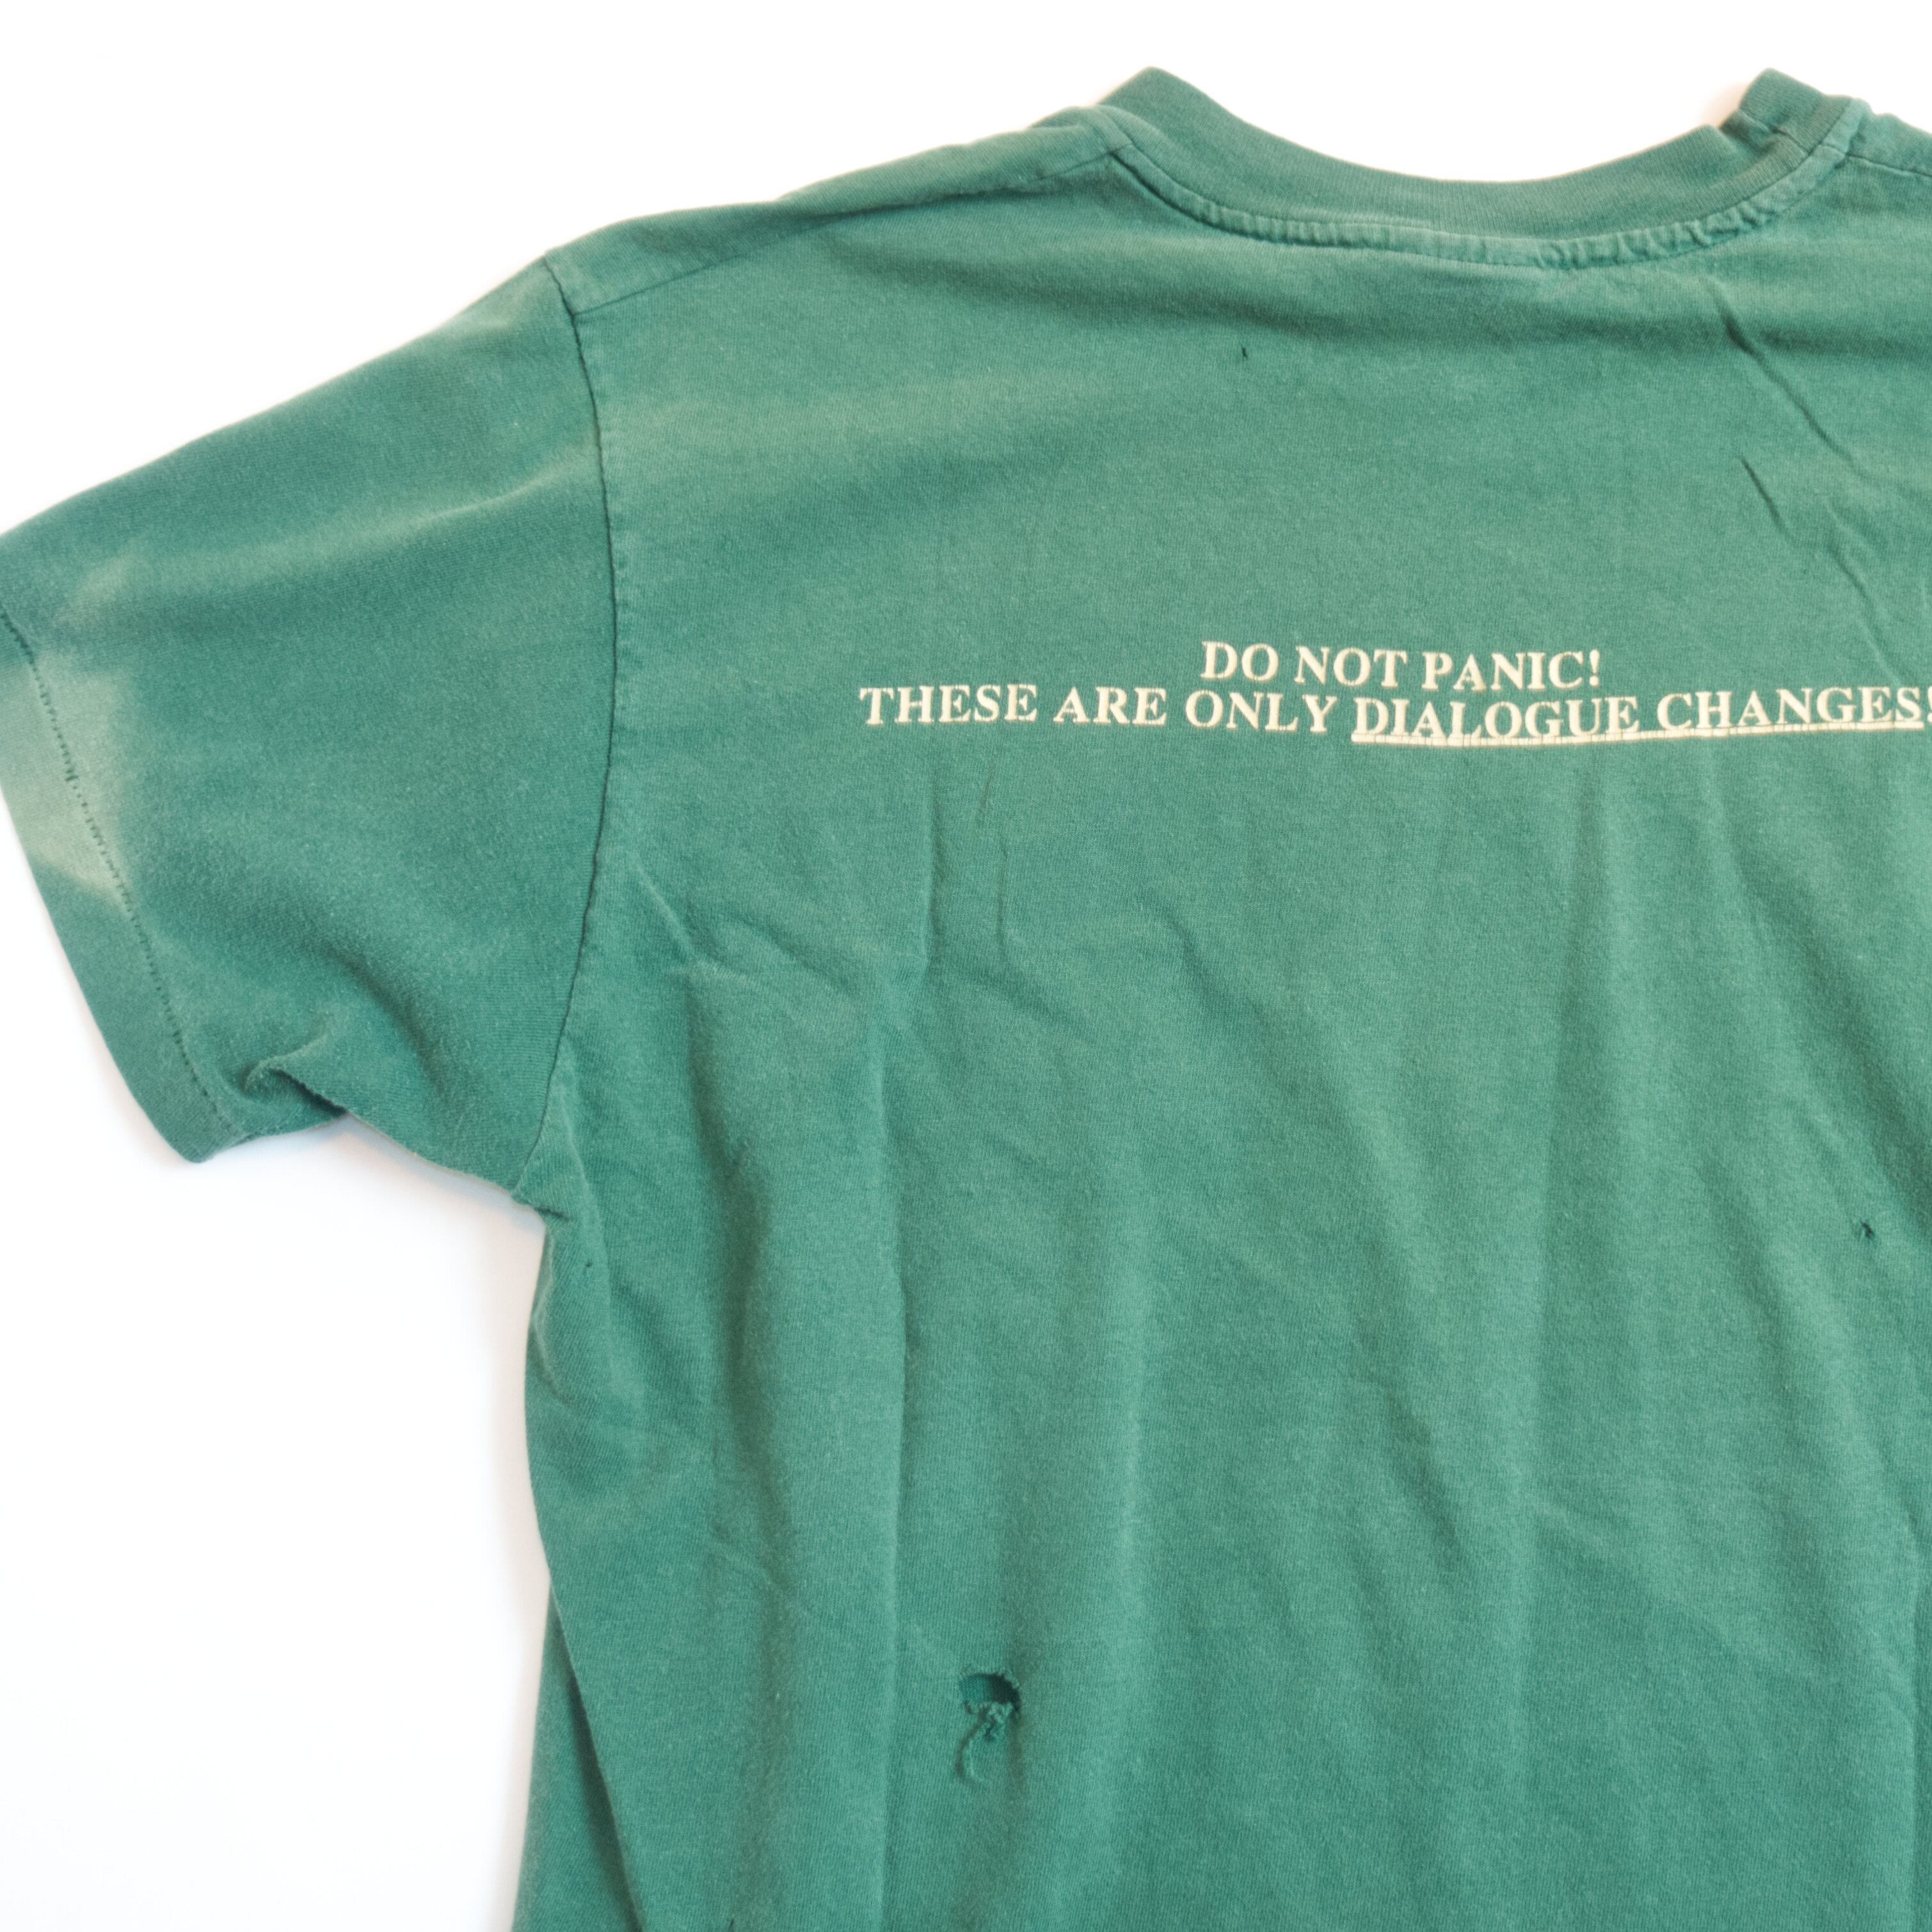 DO NOT PANIC!
THESE ARE ONLY DIALOGUE CHANGES!